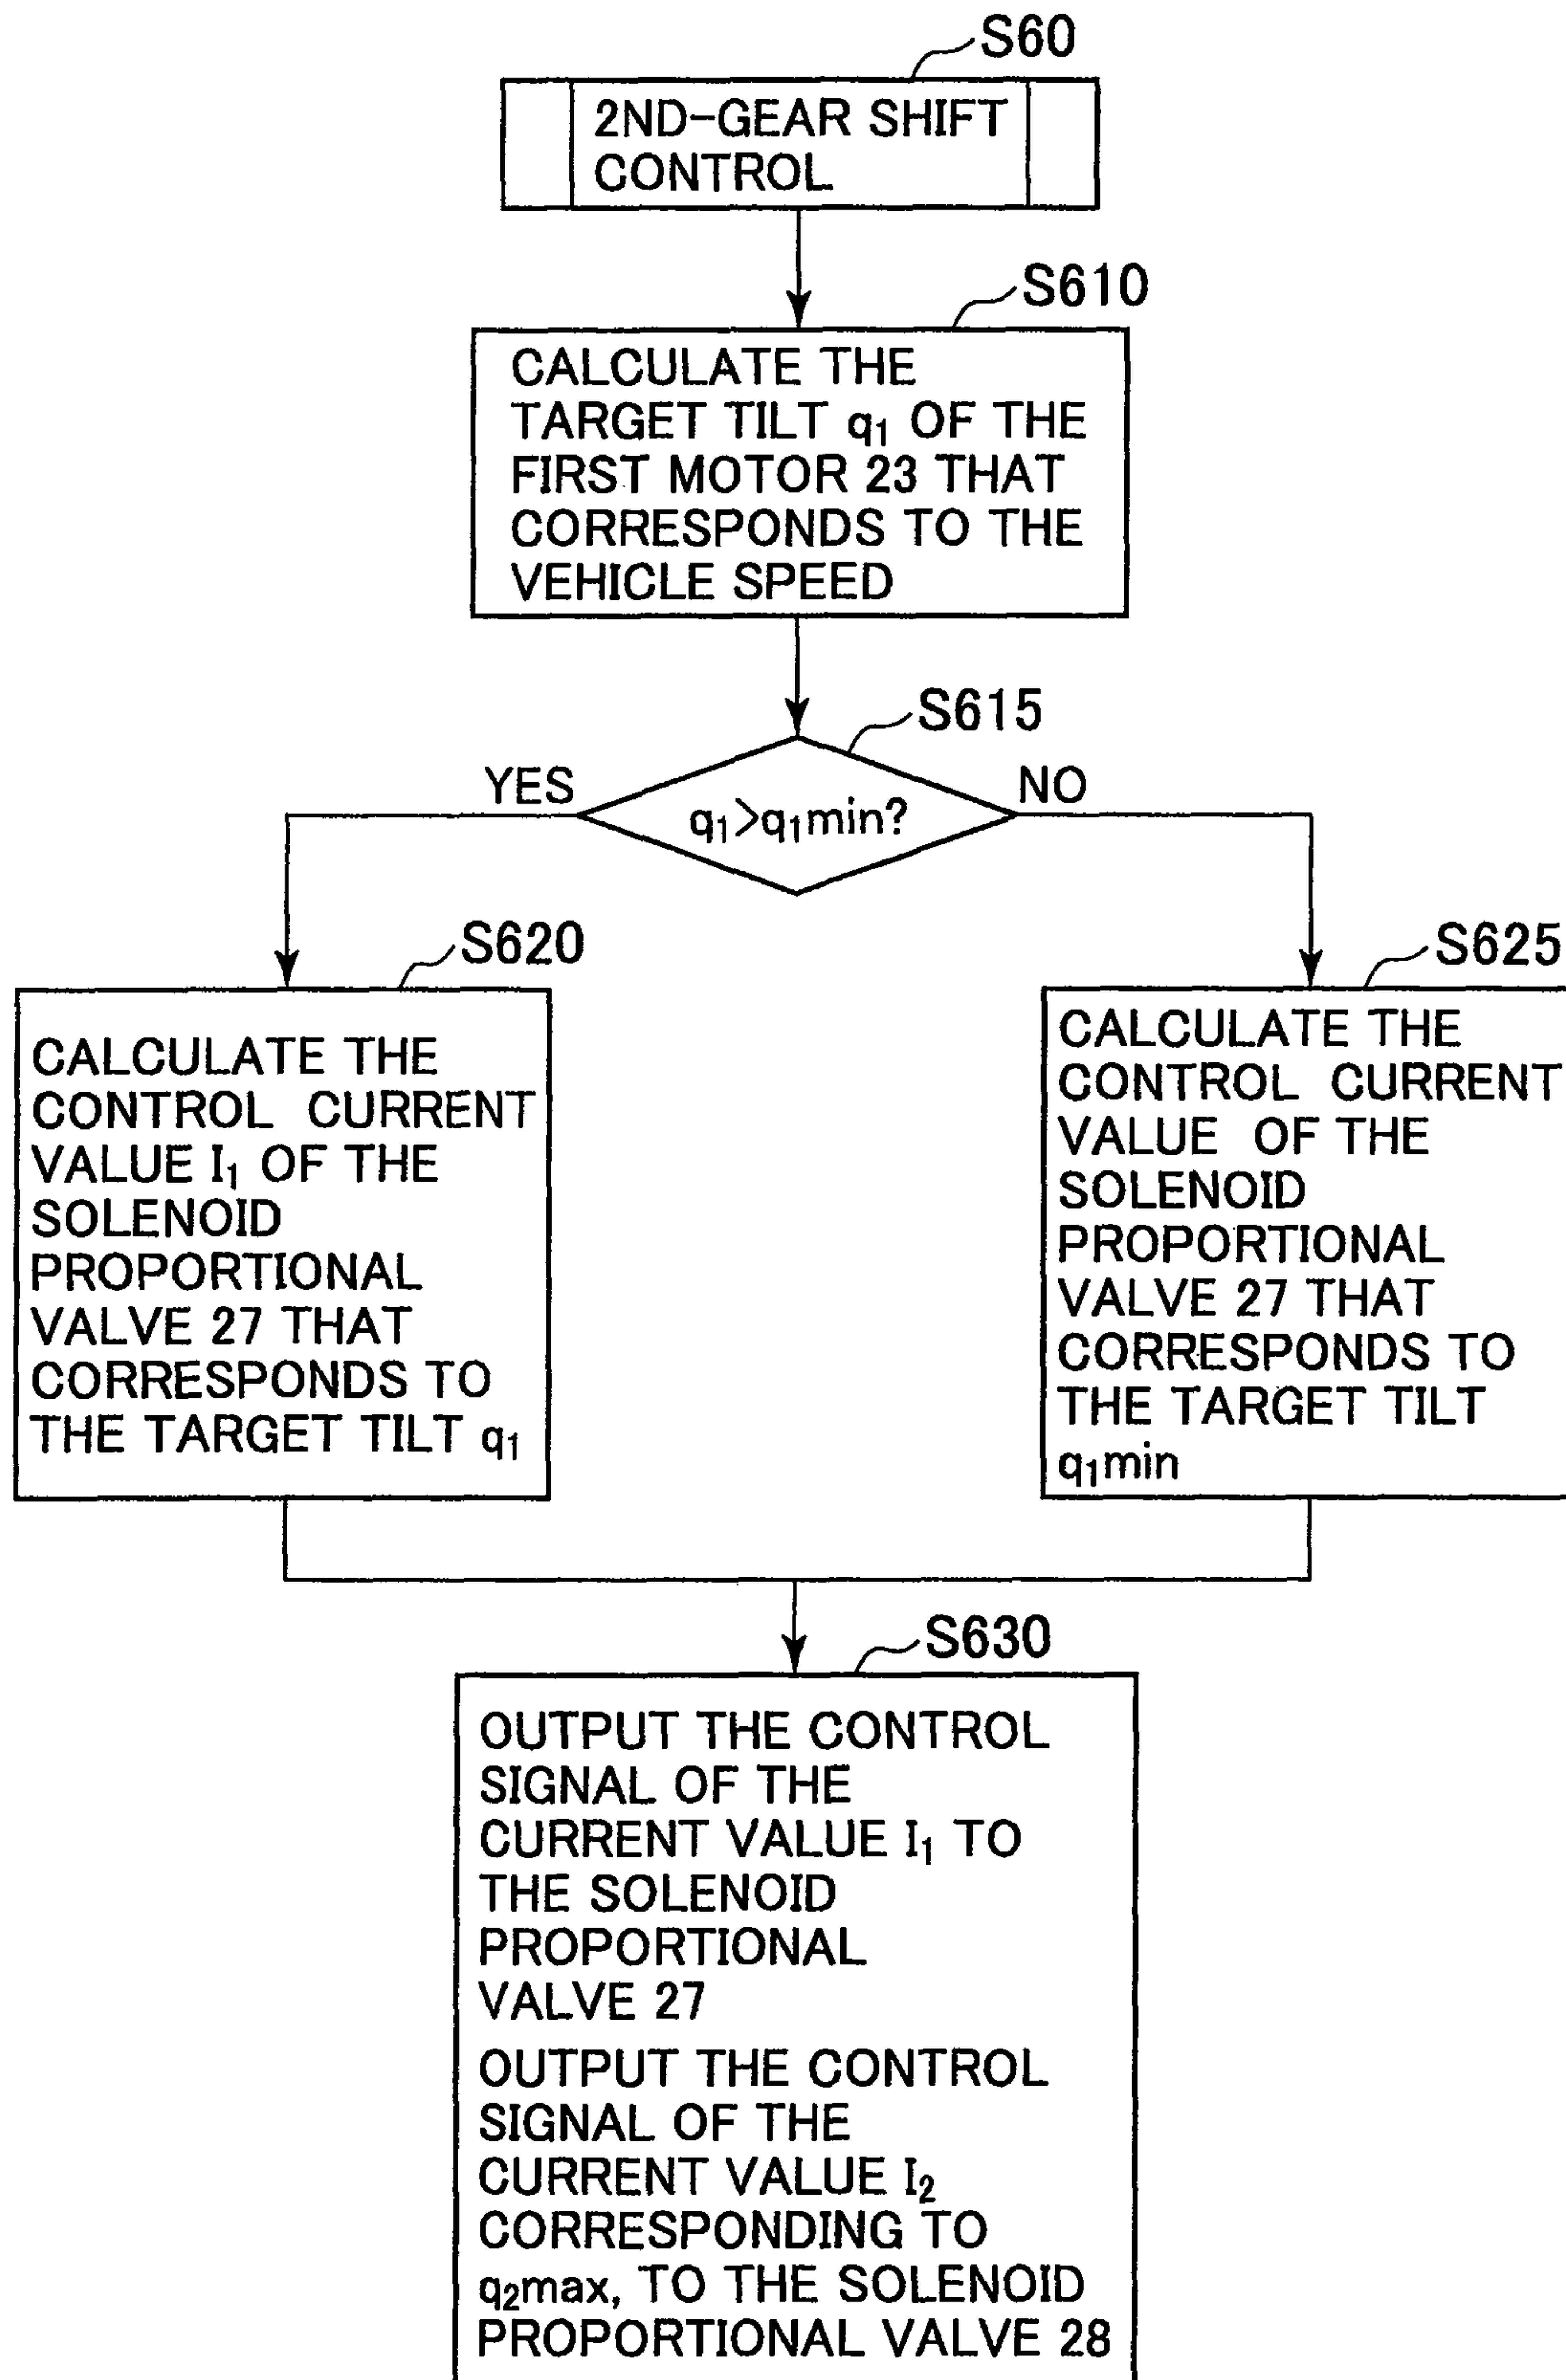 S60
2ND-GEAR SHIFT
CONTROL
S610
CALCULATE THE
TARGET TILT q₁ OF THE
FIRST MOTOR 23 THAT
CORRESPONDS TO THE
VEHICLE SPEED
S615
YES
q₁>q₁min?
NO
S620
CALCULATE THE
CONTROL CURRENT
VALUE I₁ OF THE
SOLENOID
PROPORTIONAL
VALVE 27 THAT
CORRESPONDS TO
THE TARGET TILT q₁
S625
CALCULATE THE
CONTROL CURRENT
VALUE OF THE
SOLENOID
PROPORTIONAL
VALVE 27 THAT
CORRESPONDS TO
THE TARGET TILT
q₁min
S630
OUTPUT THE CONTROL
SIGNAL OF THE
CURRENT VALUE I₁ TO
THE SOLENOID
PROPORTIONAL
VALVE 27
OUTPUT THE CONTROL
SIGNAL OF THE
CURRENT VALUE I₂
CORRESPONDING TO
q₂max, TO THE SOLENOID
PROPORTIONAL VALVE 28